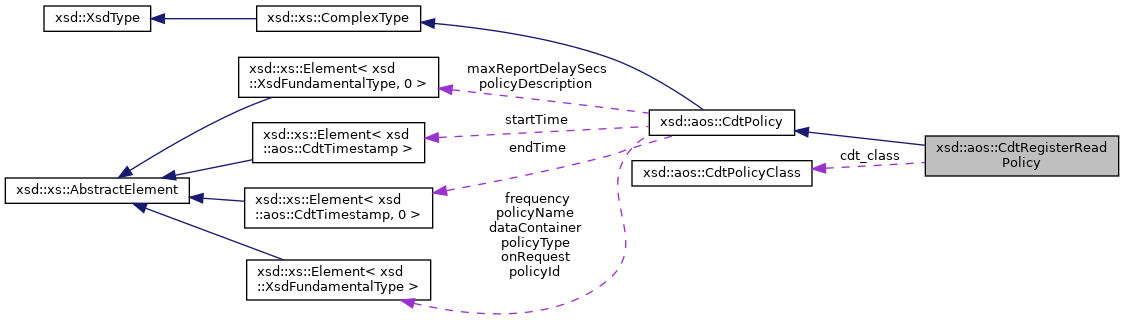 xsd::XsdType
xsd::xs::ComplexType
xsd::xs::Element< xsd
::XsdFundamentalType, 0 >
maxReportDelaySecs
policyDescription
xsd::xs::Element< xsd
::aos::CdtTimestamp >
startTime
endTime
xsd::aos::CdtPolicy
xsd::aos::CdtRegisterRead
Policy
cdt_class
xsd::aos::CdtPolicyClass
xsd::xs::AbstractElement
xsd::xs::Element< xsd
::aos::CdtTimestamp, 0 >
frequency
policyName
dataContainer
policyType
onRequest
policyId
xsd::xs::Element< xsd
::XsdFundamentalType >